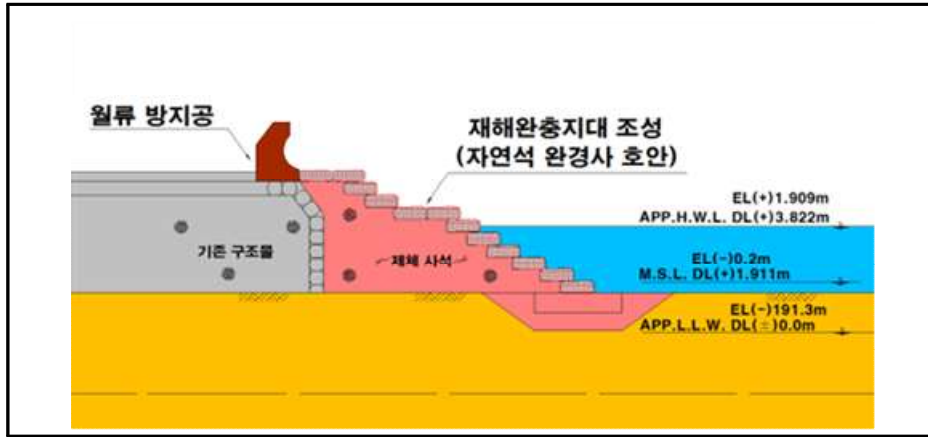 월류 방지공
재해완충지대 조성
(자연석 완경사 호안)
EL(+)1.909m
APP.H.W.L. DL(+)3.822m
기존 구조물
제체 사석
EL(-)0.2m
M.S.L. DL(+)1.911m
EL(-)191.3m
APP.L.L.W. DL(±)0.0m